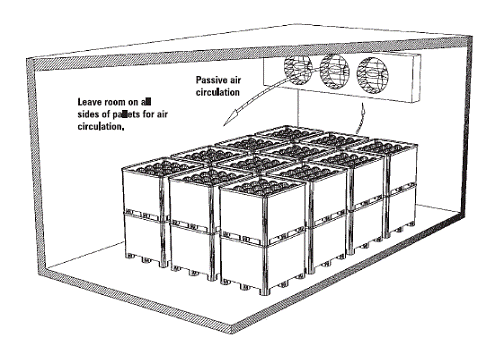 Passive air
circulation
Leave room on all
sides of pallets for air
circulation.